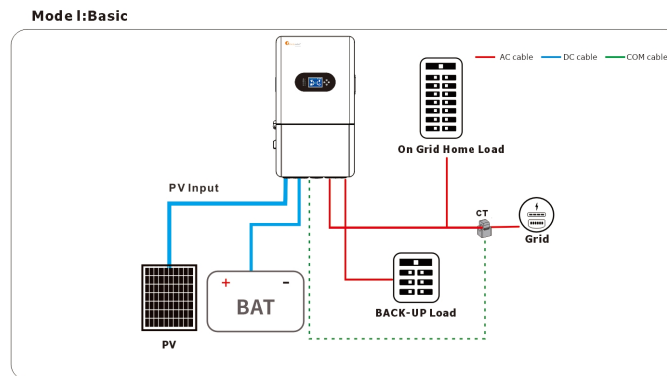 Mode l:Basic
AC cable
DC cable
COM cable
On Grid Home Load
PV Input
CT
Grid
+ -
BAT
BACK-UP Load
PV